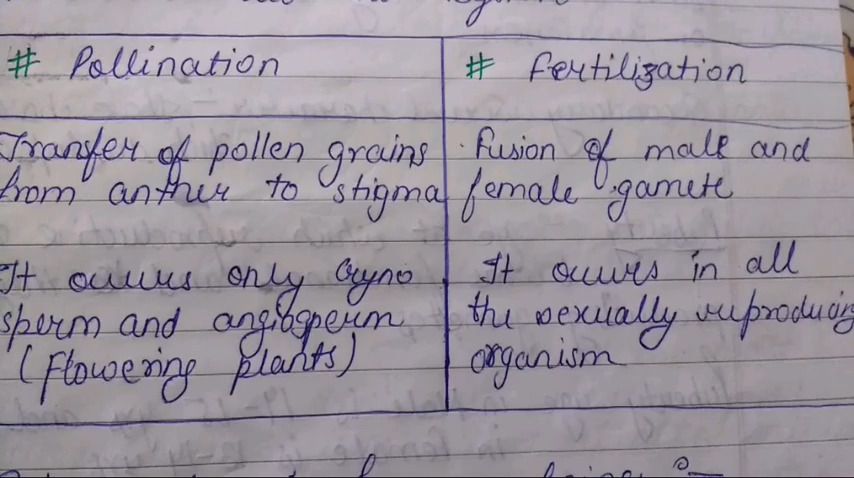 # Pollination
# Fertilization
Transfer of pollen grains
from anther to stigma
Fusion of male and
female gamete
It occurs only Gyno
sperm and angiosperm
(Flowering plants)
It occurs in all
the sexually reproducing
organism